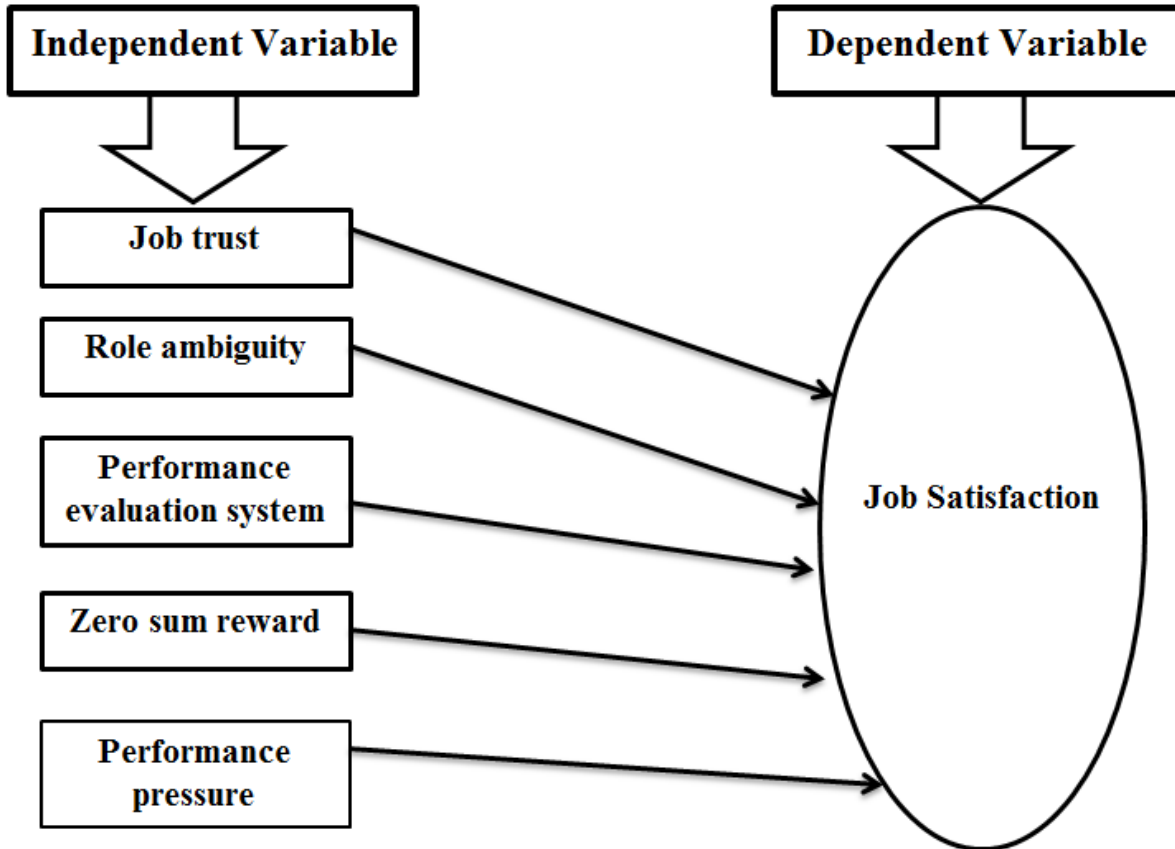 Independent Variable
Dependent Variable
Job trust
Role ambiguity
Performance
evaluation system
Zero sum reward
Performance
pressure
Job Satisfaction